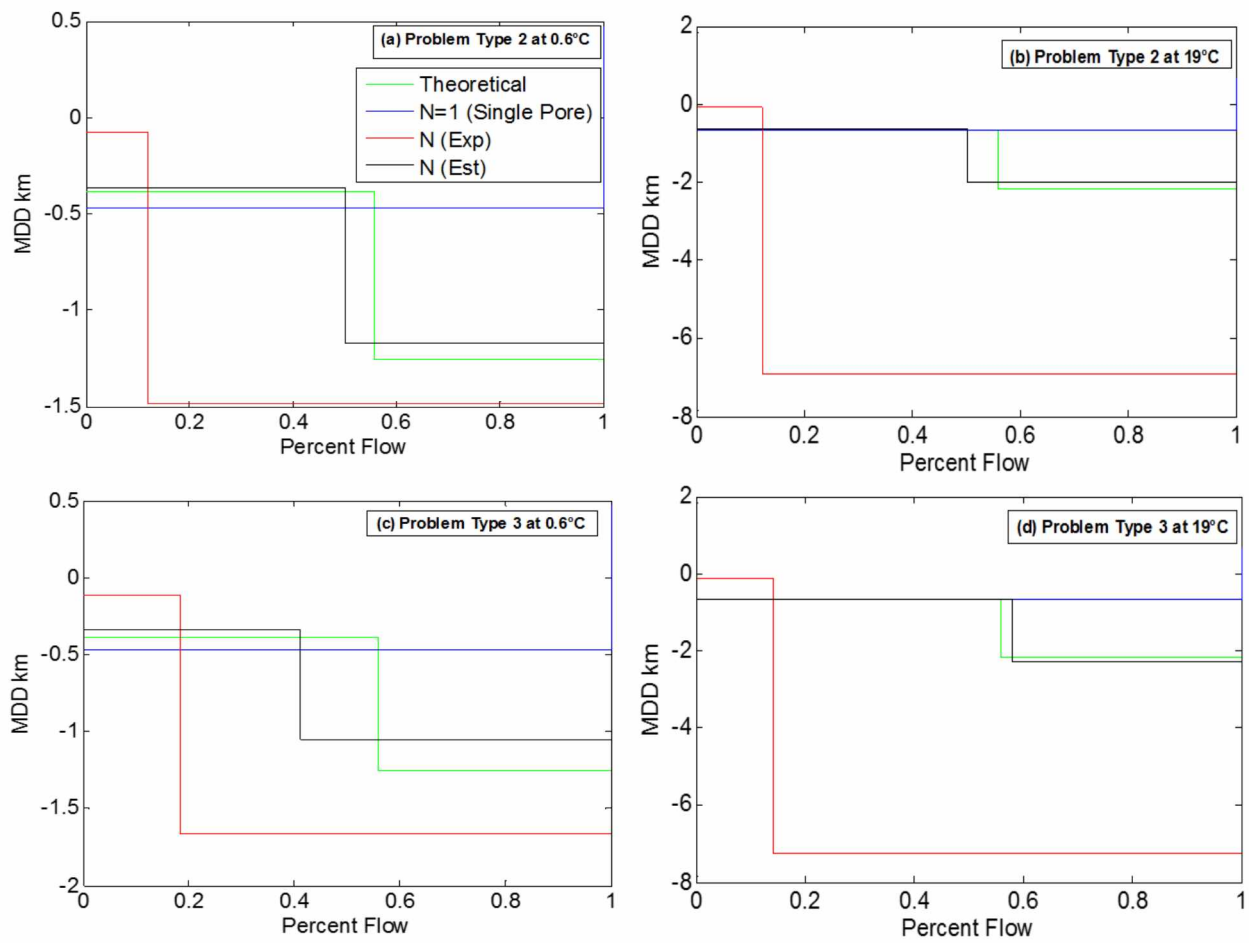 (a) Problem Type 2 at 0.6°C
Theoretical
N=1 (Single Pore)
N (Exp)
N (Est)
0.5
0
-0.5
-1
-1.5
MDD km
0 0.2 0.4 0.6 0.8 1
Percent Flow
(b) Problem Type 2 at 19°C
2
0
-2
-4
-6
-8
MDD km
0 0.2 0.4 0.6 0.8 1
Percent Flow
(c) Problem Type 3 at 0.6°C
0.5
0
-0.5
-1
-1.5
-2
MDD km
0 0.2 0.4 0.6 0.8 1
Percent Flow
(d) Problem Type 3 at 19°C
2
0
-2
-4
-6
-8
MDD km
0 0.2 0.4 0.6 0.8 1
Percent Flow